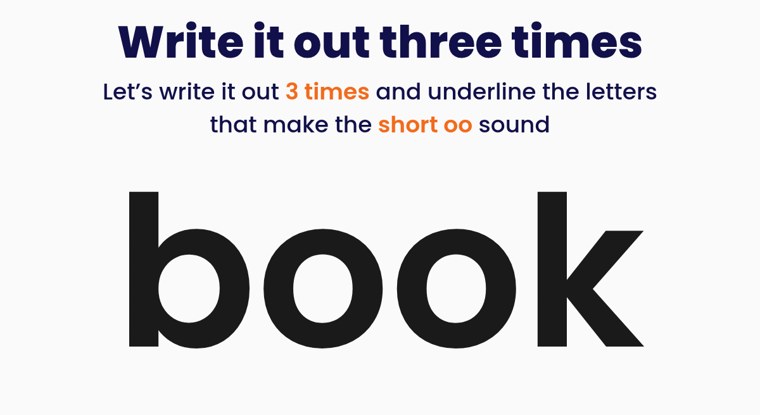 Write it out three times
Let’s write it out 3 times and underline the letters
that make the short oo sound
book